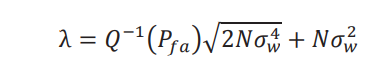 λ = Q⁻¹(P_fa)√(2Nσ_w⁴) + Nσ_w²